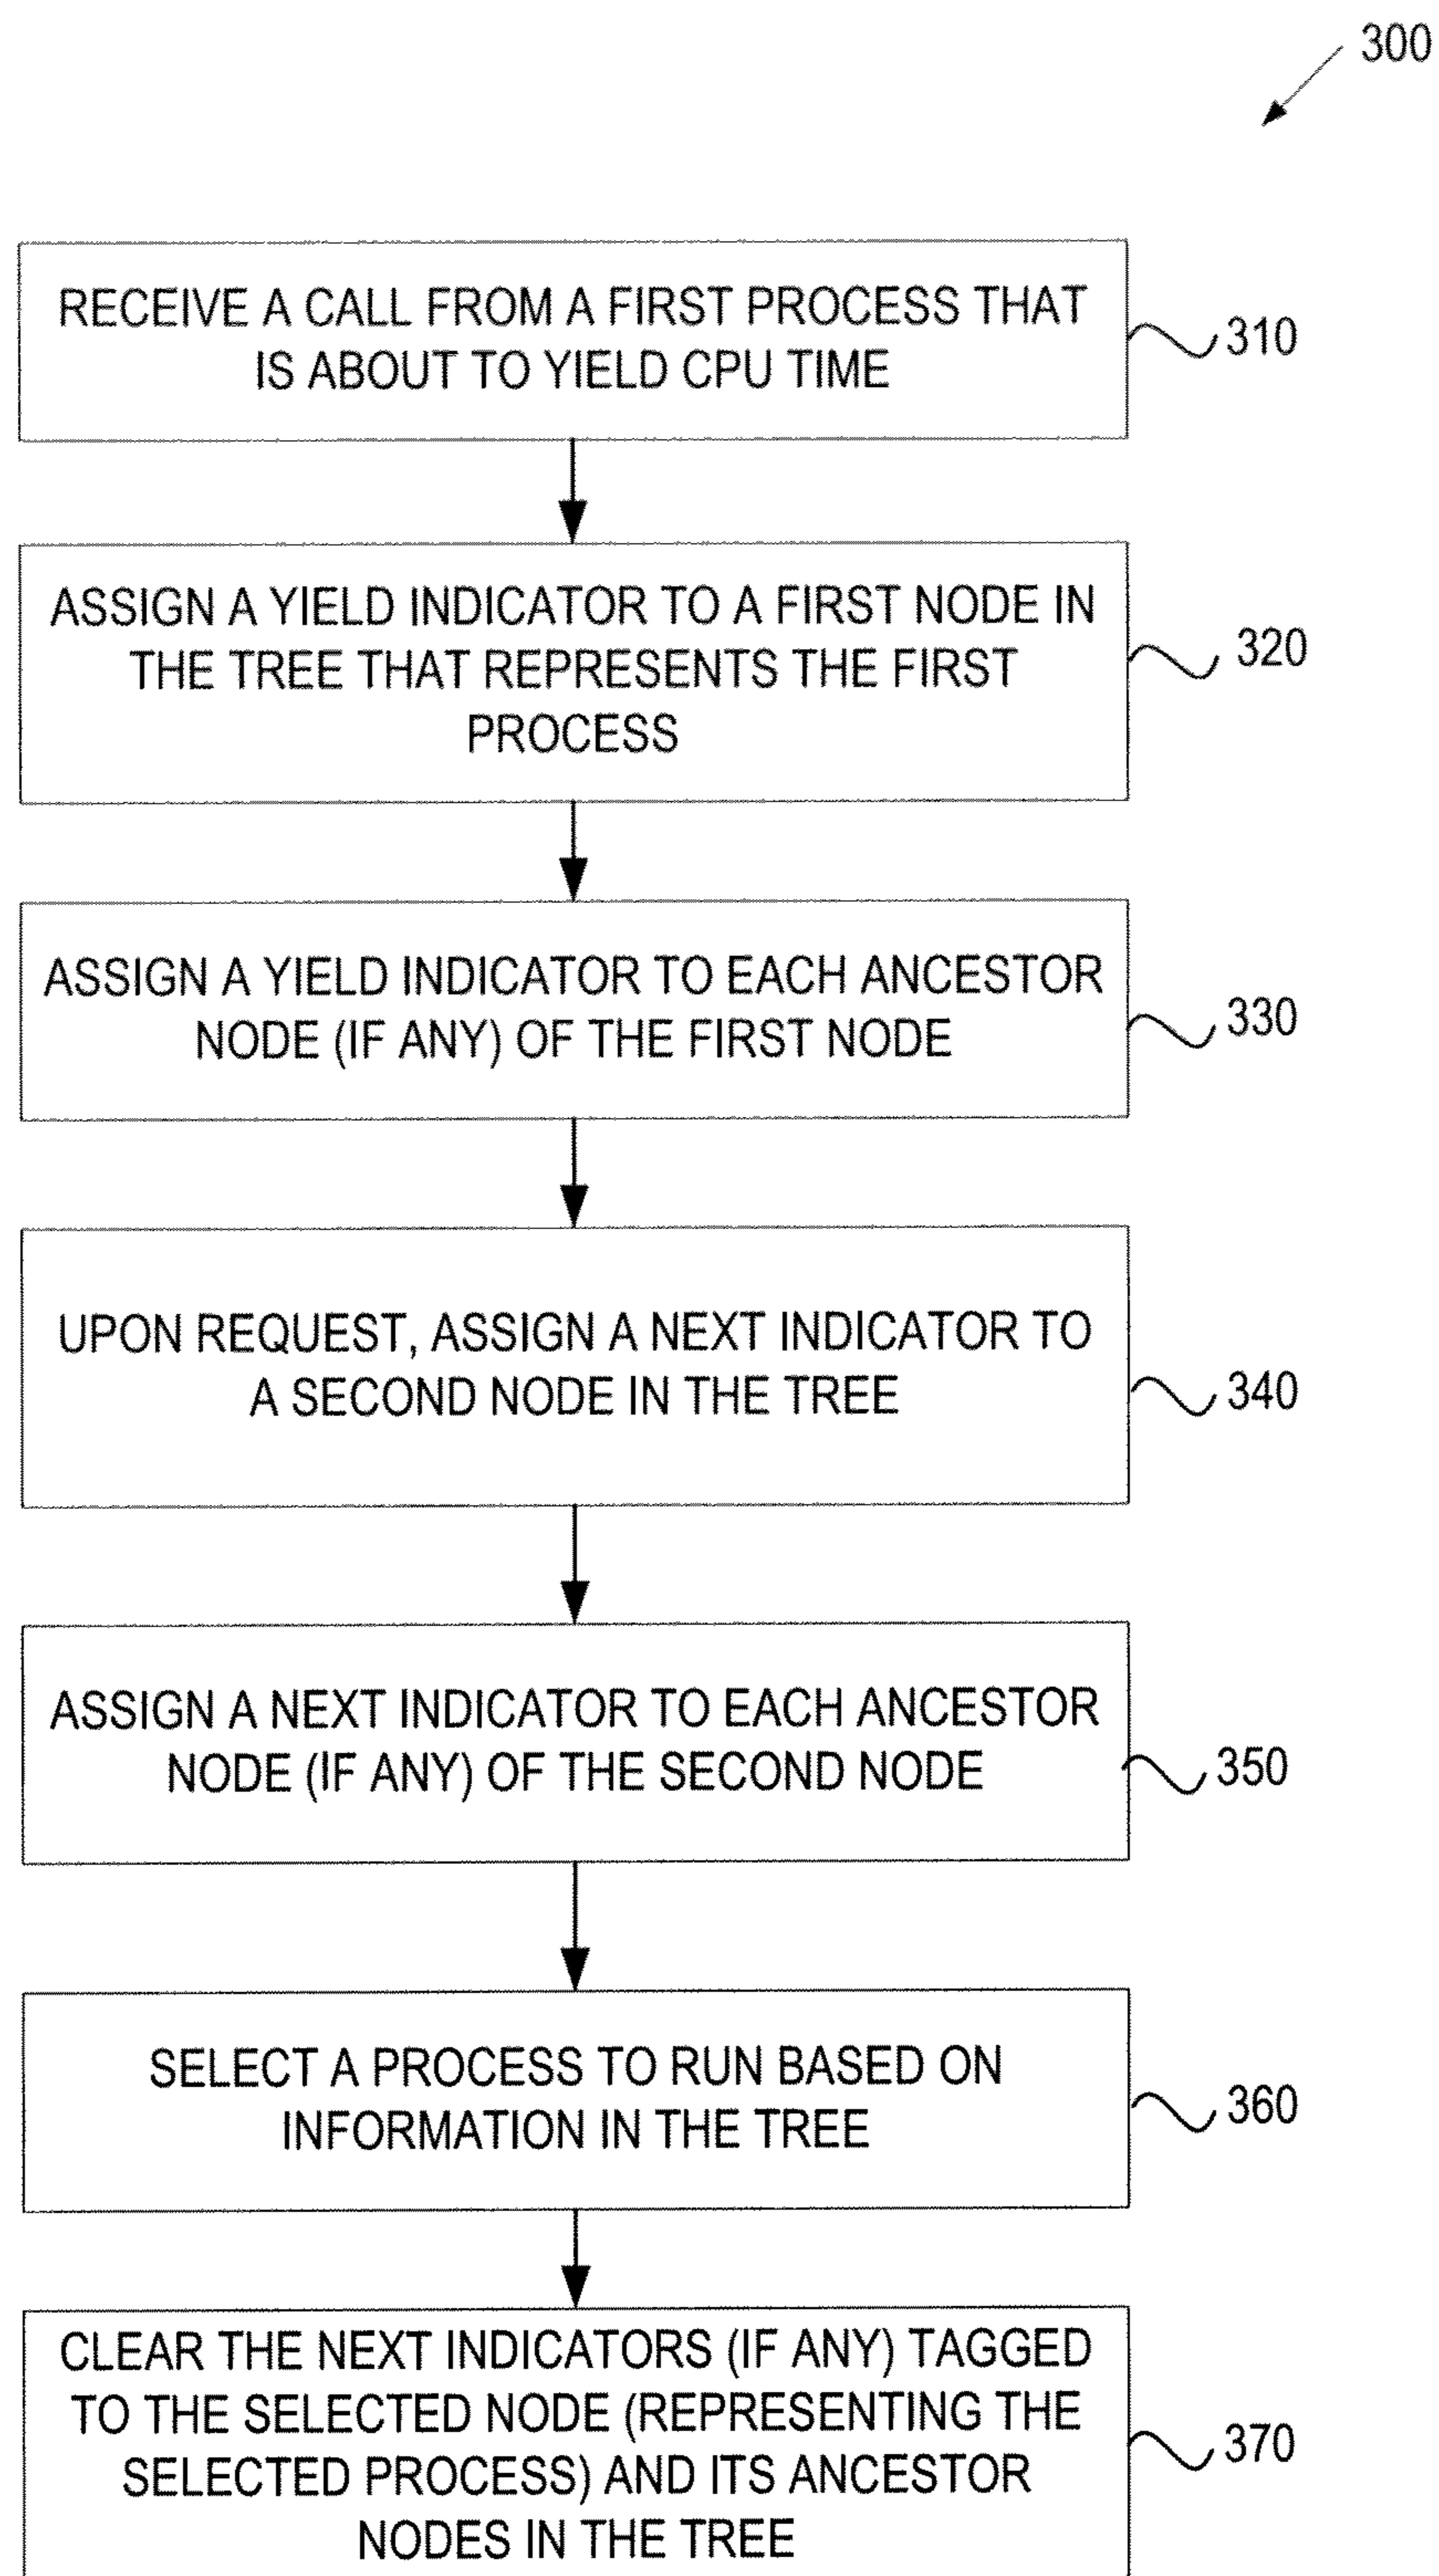 300
RECEIVE A CALL FROM A FIRST PROCESS THAT
IS ABOUT TO YIELD CPU TIME
310
ASSIGN A YIELD INDICATOR TO A FIRST NODE IN
THE TREE THAT REPRESENTS THE FIRST
PROCESS
320
ASSIGN A YIELD INDICATOR TO EACH ANCESTOR
NODE (IF ANY) OF THE FIRST NODE
330
UPON REQUEST, ASSIGN A NEXT INDICATOR TO
A SECOND NODE IN THE TREE
340
ASSIGN A NEXT INDICATOR TO EACH ANCESTOR
NODE (IF ANY) OF THE SECOND NODE
350
SELECT A PROCESS TO RUN BASED ON
INFORMATION IN THE TREE
360
CLEAR THE NEXT INDICATORS (IF ANY) TAGGED
TO THE SELECTED NODE (REPRESENTING THE
SELECTED PROCESS) AND ITS ANCESTOR
NODES IN THE TREE
370